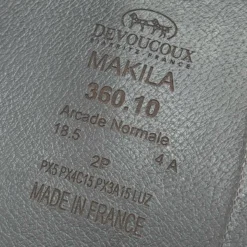 DEVOUCOUX
BIARRITZ-FRANCE
MAKILA
360.10
Arcade Normale
18.5 4 A
2P
PX5 PX4C15 PX3A15 LUZ
MADE IN FRANCE